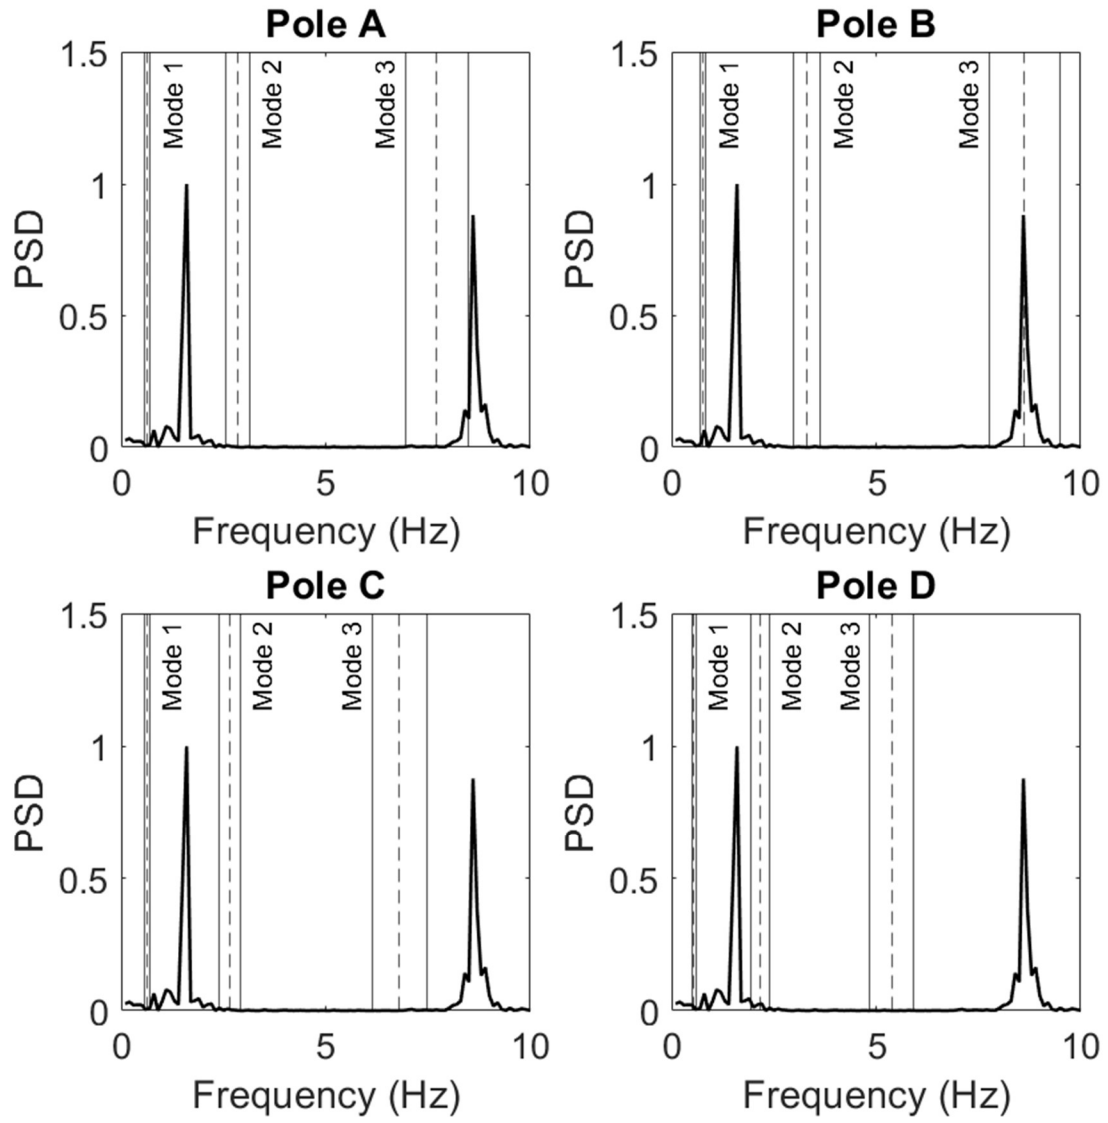 Pole A
1.5
1
0.5
0
PSD
Mode 1
Mode 2
Mode 3
0 5 10
Frequency (Hz)
Pole B
1.5
1
0.5
0
PSD
Mode 1
Mode 2
Mode 3
0 5 10
Frequency (Hz)
Pole C
1.5
1
0.5
0
PSD
Mode 1
Mode 2
Mode 3
0 5 10
Frequency (Hz)
Pole D
1.5
1
0.5
0
PSD
Mode 1
Mode 2
Mode 3
0 5 10
Frequency (Hz)